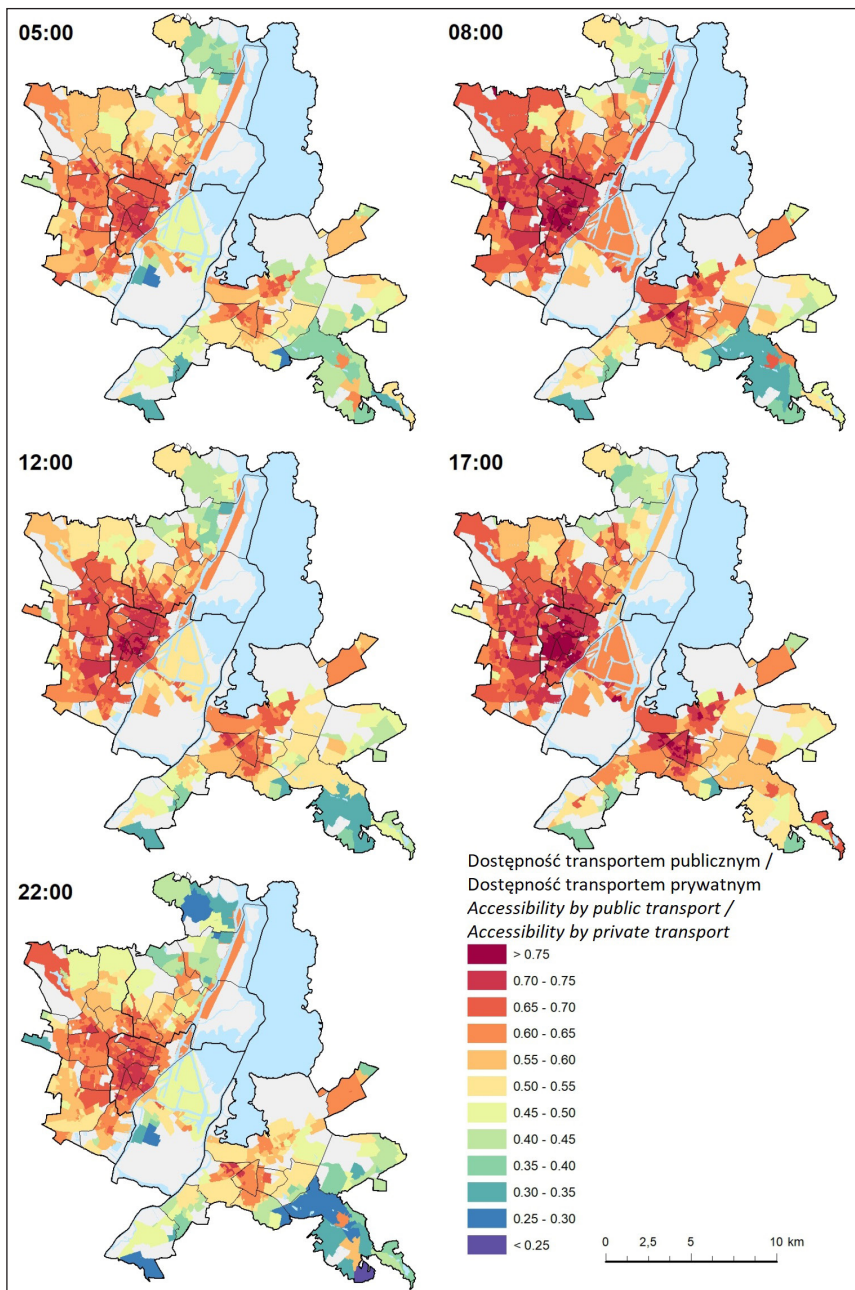 05:00
08:00
12:00
17:00
22:00
Dostępność transportem publicznym /
Dostępność transportem prywatnym
Accessibility by public transport /
Accessibility by private transport
> 0.75
0.70 - 0.75
0.65 - 0.70
0.60 - 0.65
0.55 - 0.60
0.50 - 0.55
0.45 - 0.50
0.40 - 0.45
0.35 - 0.40
0.30 - 0.35
0.25 - 0.30
< 0.25
0 2,5 5 10 km